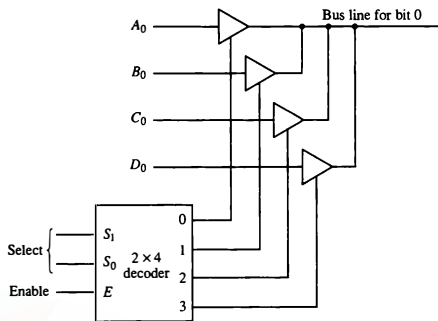 A₀
Bus line for bit 0
B₀
C₀
D₀
0
S₁
1
Select
2 × 4
S₀
decoder
2
Enable
E
3